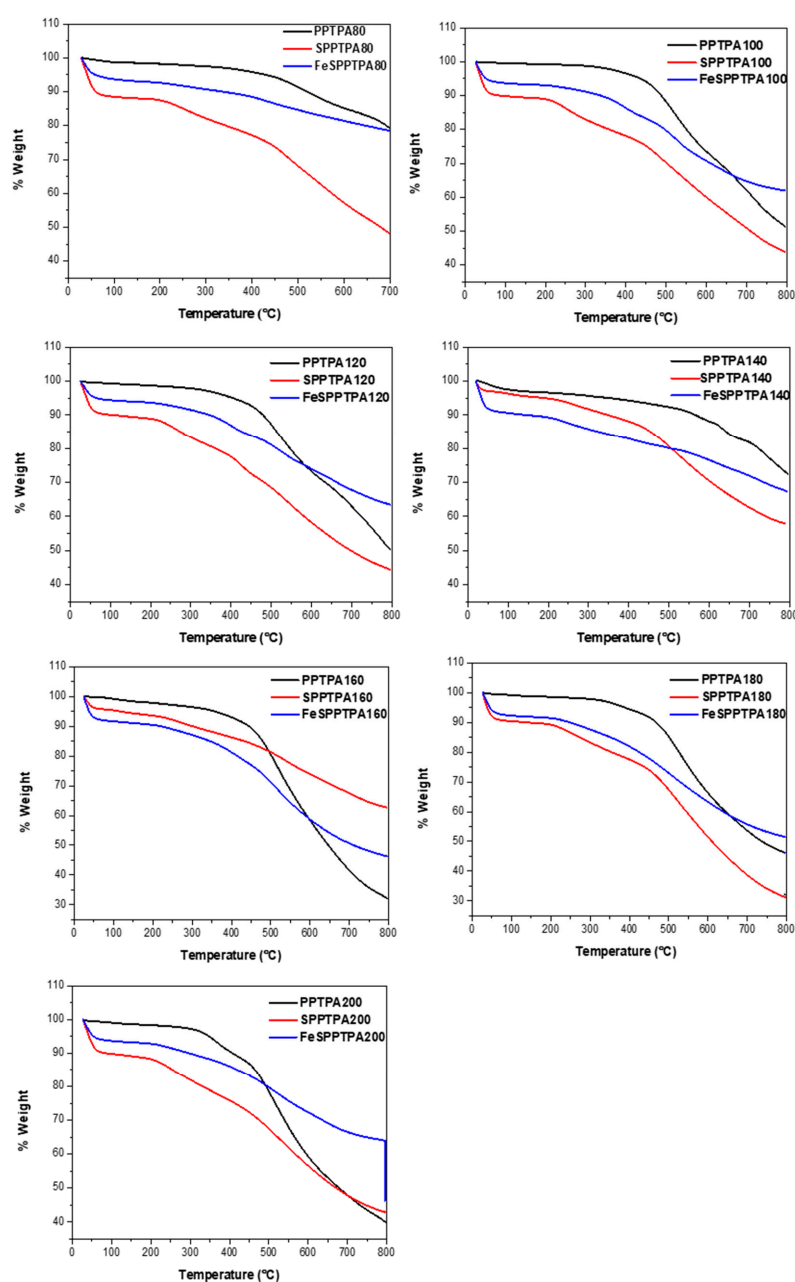 110
100
90
80
70
60
50
40
% Weight
PPTPA80
SPPTPA80
FeSPPTPA80
0 100 200 300 400 500 600 700
Temperature (°C)
110
100
90
80
70
60
50
40
% Weight
PPTPA100
SPPTPA100
FeSPPTPA100
0 100 200 300 400 500 600 700 800
Temperature (°C)
110
100
90
80
70
60
50
40
% Weight
PPTPA120
SPPTPA120
FeSPPTPA120
0 100 200 300 400 500 600 700 800
Temperature (°C)
110
100
90
80
70
60
50
40
% Weight
PPTPA140
SPPTPA140
FeSPPTPA140
0 100 200 300 400 500 600 700 800
Temperature (°C)
110
100
90
80
70
60
50
40
30
% Weight
PPTPA160
SPPTPA160
FeSPPTPA160
0 100 200 300 400 500 600 700 800
Temperature (°C)
110
100
90
80
70
60
50
40
30
% Weight
PPTPA180
SPPTPA180
FeSPPTPA180
0 100 200 300 400 500 600 700 800
Temperature (°C)
110
100
90
80
70
60
50
40
% Weight
PPTPA200
SPPTPA200
FeSPPTPA200
0 100 200 300 400 500 600 700 800
Temperature (°C)